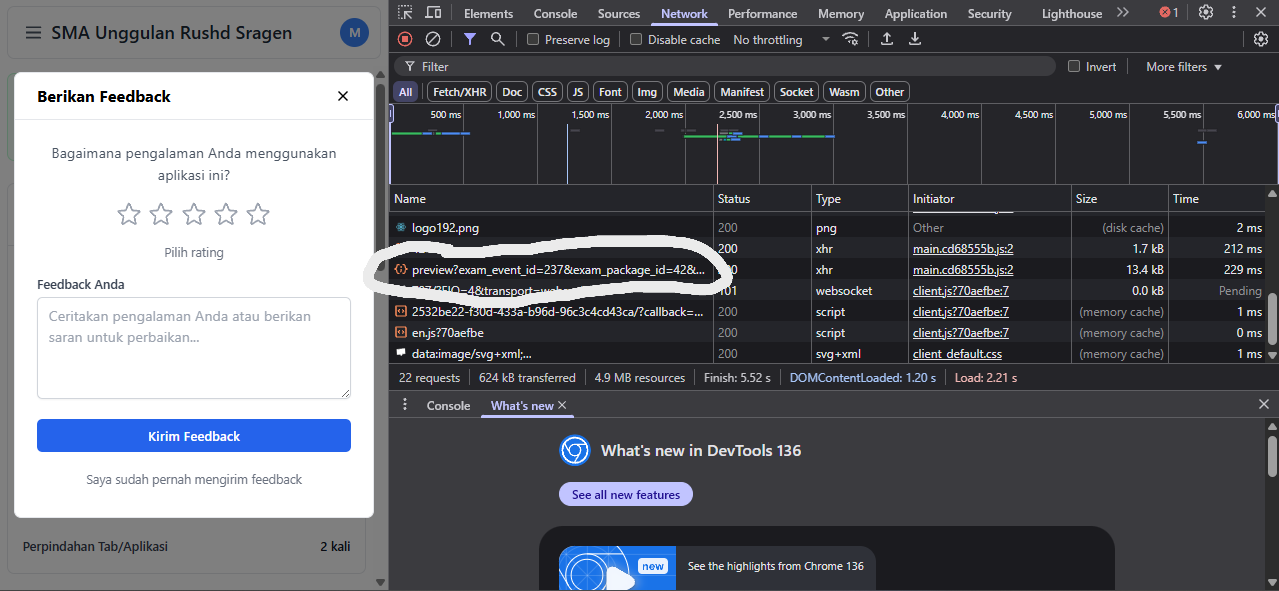 SMA Unggulan Rushd Sragen
M
Berikan Feedback
Bagaimana pengalaman Anda menggunakan
aplikasi ini?
Pilih rating
Feedback Anda
Ceritakan pengalaman Anda atau berikan
saran untuk perbaikan...
Kirim Feedback
Saya sudah pernah mengirim feedback
Perpindahan Tab/Aplikasi 2 kali
Elements Console Sources Network Performance Memory Application Security Lighthouse 1
Preserve log Disable cache No throttling
Filter Invert More filters
All Fetch/XHR Doc CSS JS Font Img Media Manifest Socket Wasm Other
500 ms 1,000 ms 1,500 ms 2,000 ms 2,500 ms 3,000 ms 3,500 ms 4,000 ms 4,500 ms 5,000 ms 5,500 ms 6,000 ms
Name Status Type Initiator Size Time
logo192.png 200 png Other (disk cache) 2 ms
200 xhr main.cd68555b.js:2 1.7 kB 212 ms
preview?exam_event_id=237&exam_package_id=42&... xhr main.cd68555b.js:2 13.4 kB 229 ms
websocket client.js?70aefbe:7 0.0 kB Pending
2532be22-f30d-433a-b96d-96c3c4cd43ca/?callback=... 200 script client.js?70aefbe:7 (memory cache) 1 ms
en.js?70aefbe 200 script client.js?70aefbe:7 (memory cache) 0 ms
data:image/svg+xml;... 200 svg+xml client_default.css (memory cache) 1 ms
22 requests 624 kB transferred 4.9 MB resources Finish: 5.52 s DOMContentLoaded: 1.20 s Load: 2.21 s
Console What's new
What's new in DevTools 136
See all new features
new
See the highlights from Chrome 136